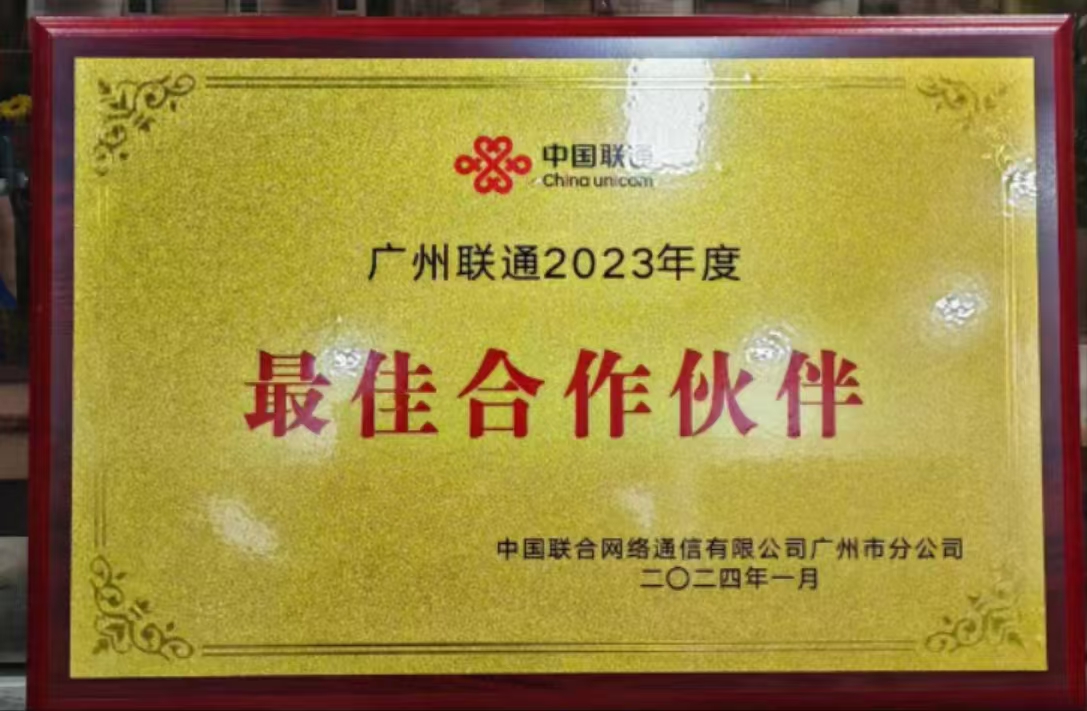 中国联通
China unicom
广州联通2023年度
最佳合作伙伴
中国联合网络通信有限公司广州市分公司
二〇二四年一月